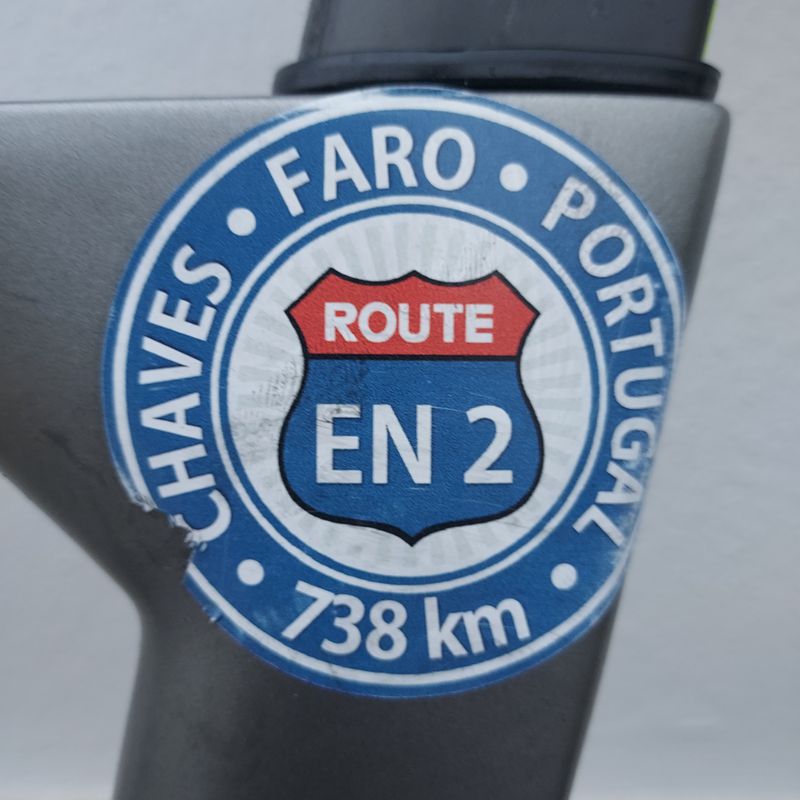 CHAVES • FARO • PORTUGAL
ROUTE
EN 2
• 738 km •